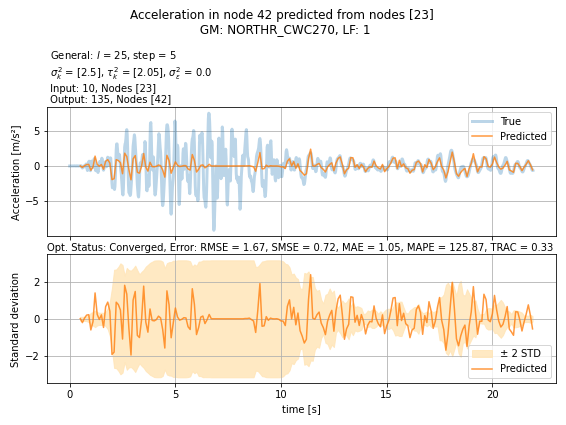 Acceleration in node 42 predicted from nodes [23]
GM: NORTHR_CWC270, LF: 1
General: l = 25, step = 5
σ²ₖ = [2.5], τ²ₖ = [2.05], σ²ₜ = 0.0
Input: 10, Nodes [23]
Output: 135, Nodes [42]
5
0
−5
Acceleration [m/s²]
True
Predicted
Opt. Status: Converged, Error: RMSE = 1.67, SMSE = 0.72, MAE = 1.05, MAPE = 125.87, TRAC = 0.33
2
0
−2
Standard deviation
± 2 STD
Predicted
0
5
10
15
20
time [s]